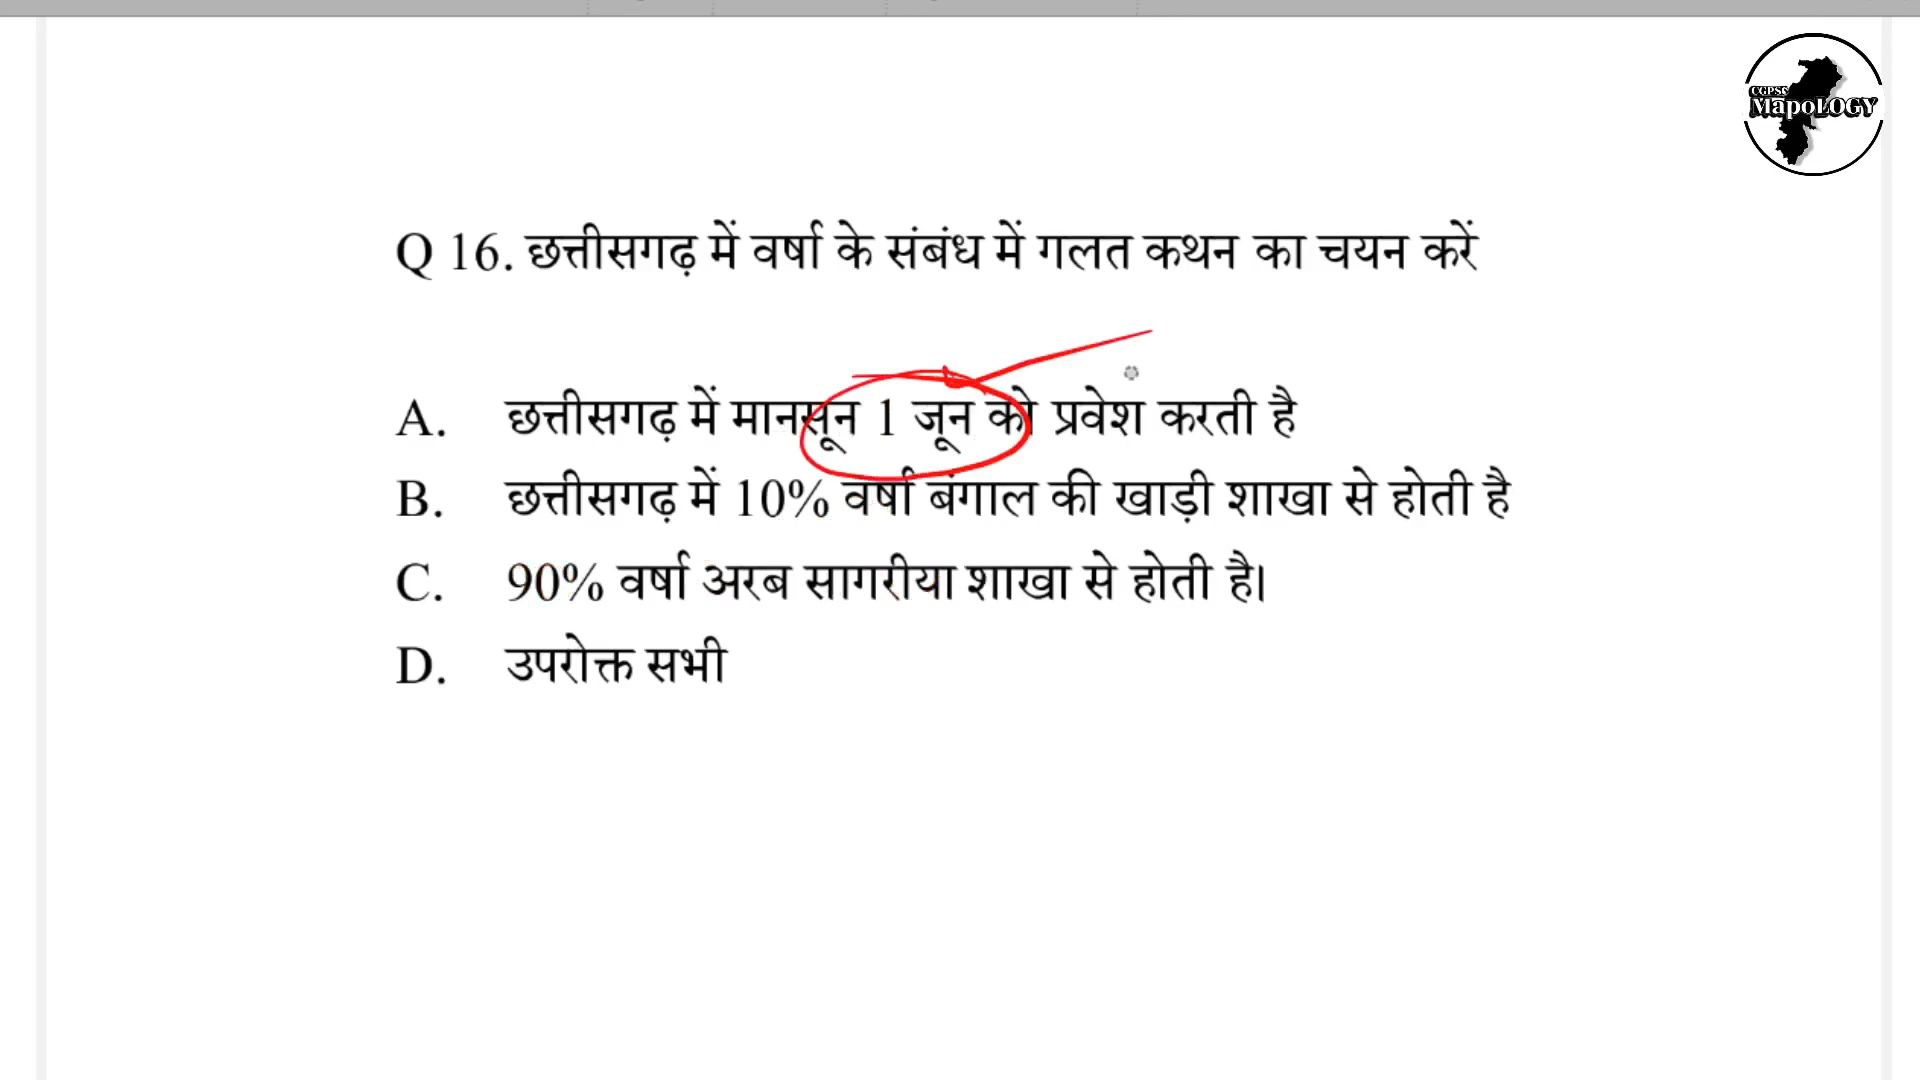 CGPSC
MapoLOGY
Q 16. छत्तीसगढ़ में वर्षा के संबंध में गलत कथन का चयन करें
A. छत्तीसगढ़ में मानसून 1 जून को प्रवेश करती है
B. छत्तीसगढ़ में 10% वर्षा बंगाल की खाड़ी शाखा से होती है
C. 90% वर्षा अरब सागरीया शाखा से होती है।
D. उपरोक्त सभी